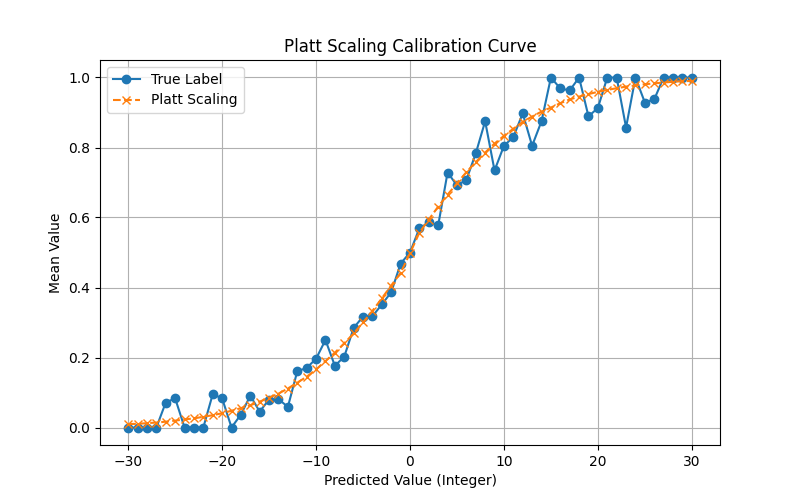 Platt Scaling Calibration Curve
True Label
Platt Scaling
1.0
0.8
0.6
0.4
0.2
0.0
Mean Value
−30
−20
−10
0
10
20
30
Predicted Value (Integer)